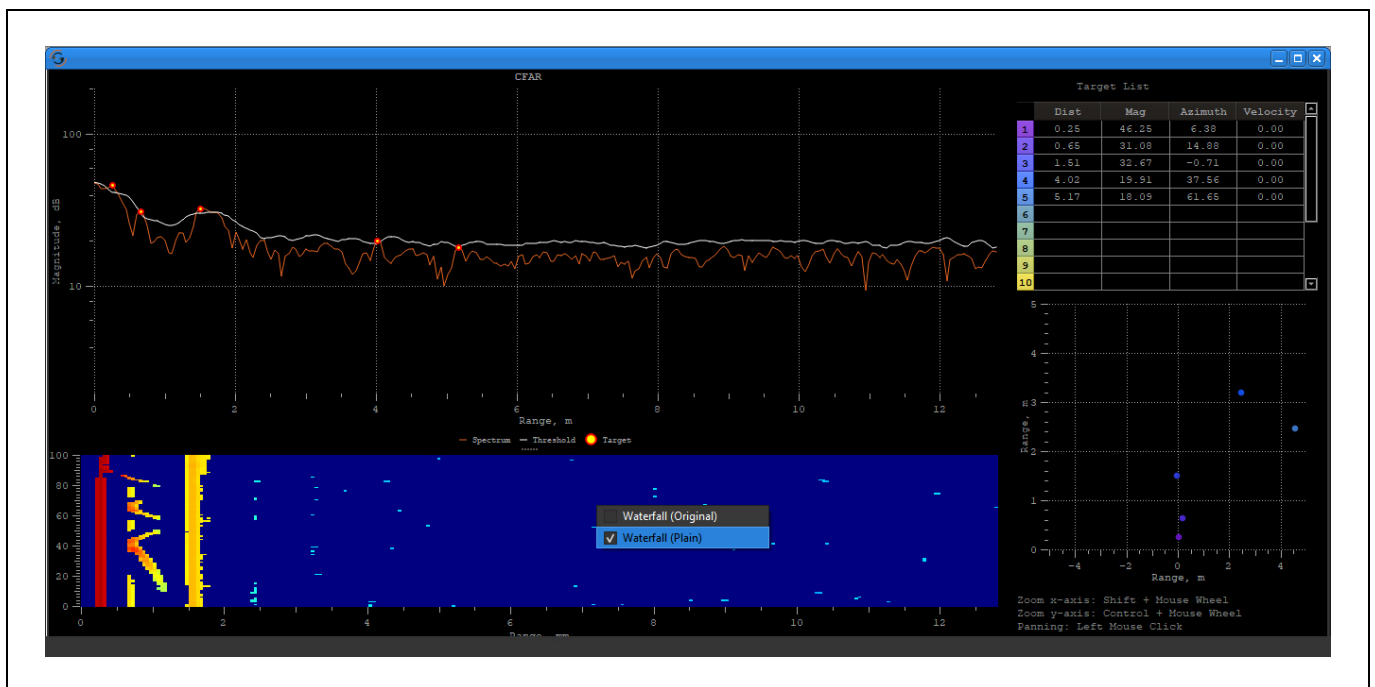 CFAR
100
10
Magnitude, dB
0 2 4 6 8 10 12
Range, m
Spectrum Threshold Target
100
80
60
40
20
0
0 2 4 6 8 10 12
Range, mm
Waterfall (Original)
Waterfall (Plain)
Target List
Dist Mag Azimuth Velocity
1 0.25 46.25 6.38 0.00
2 0.65 31.08 14.88 0.00
3 1.51 32.67 -0.71 0.00
4 4.02 19.91 37.56 0.00
5 5.17 18.09 61.65 0.00
6
7
8
9
10
5
4
3
2
1
0
Range, m
-4 -2 0 2 4
Range, m
Zoom x-axis: Shift + Mouse Wheel
Zoom y-axis: Control + Mouse Wheel
Panning: Left Mouse Click